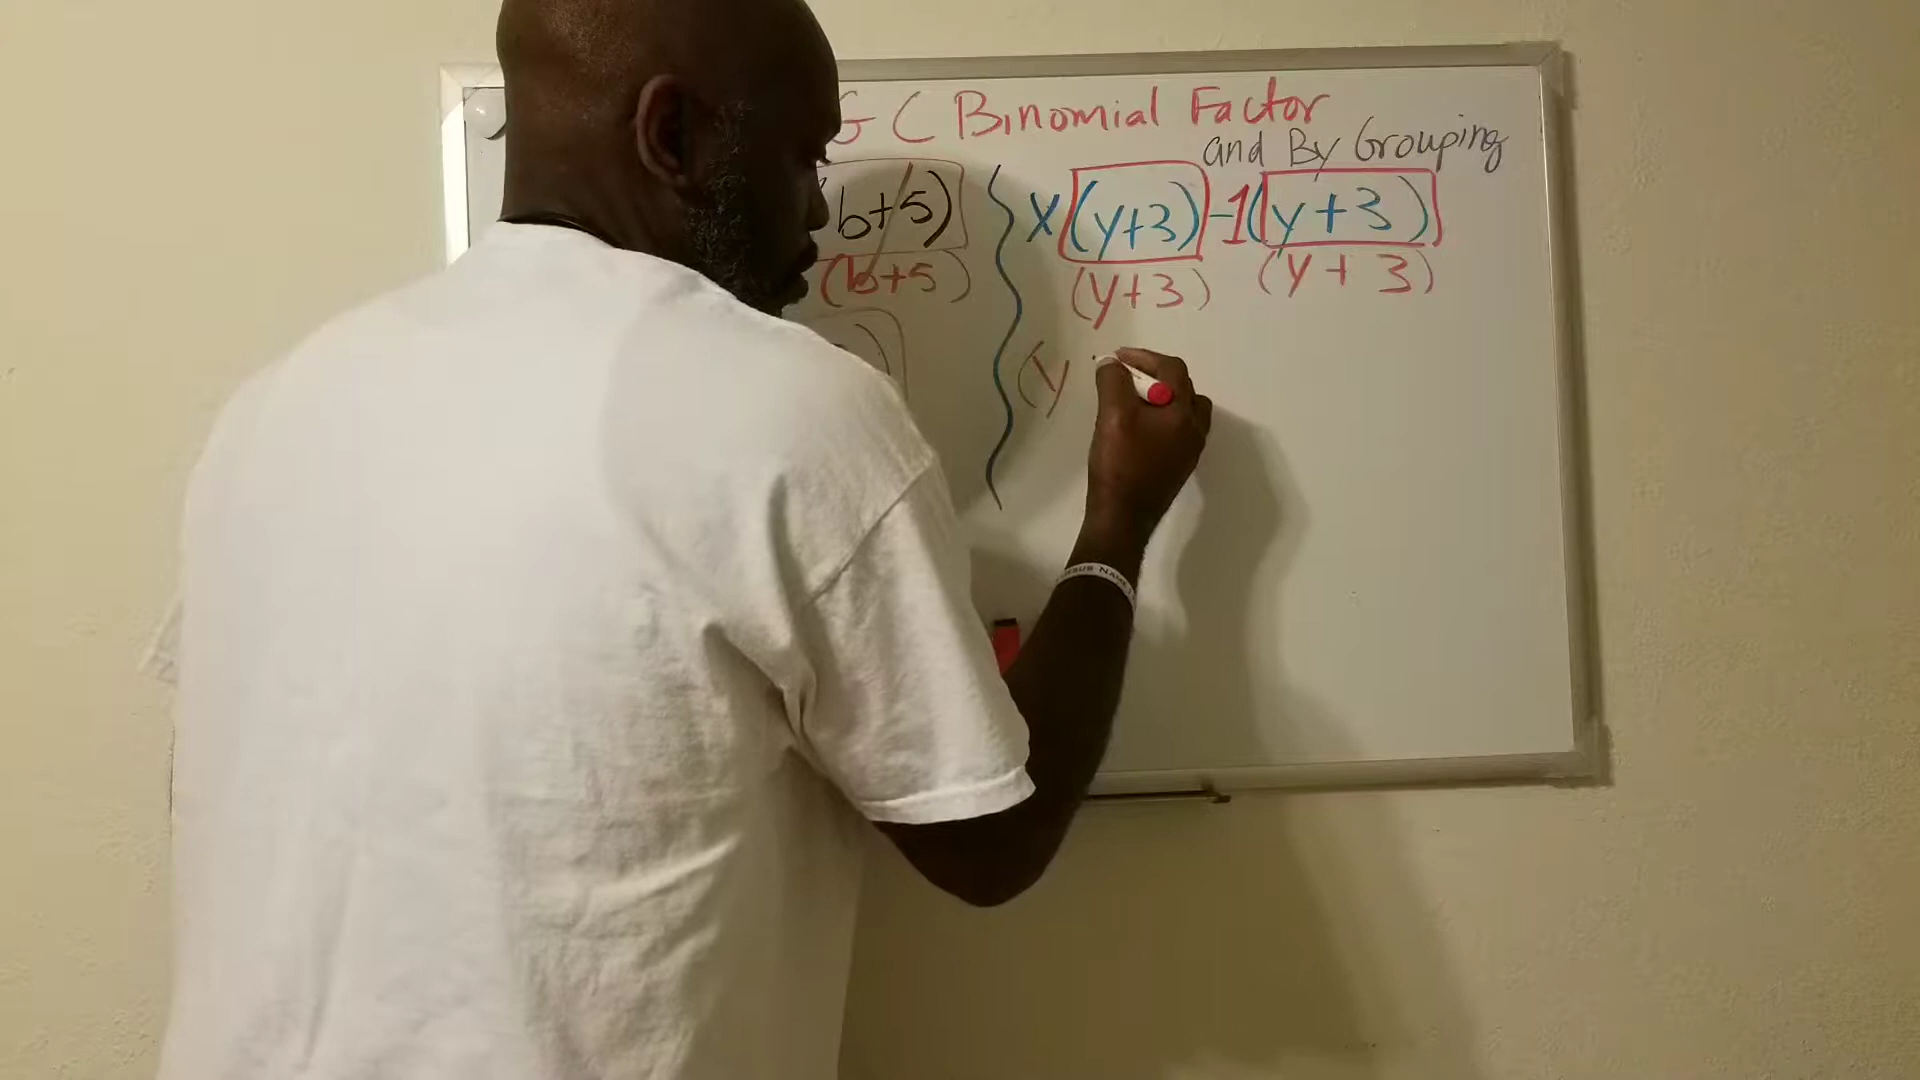 G C Binomial Factor
and By Grouping
b+5)
(b+5)
x(y+3)-1(y+3)
(y+3) (y+3)
(y